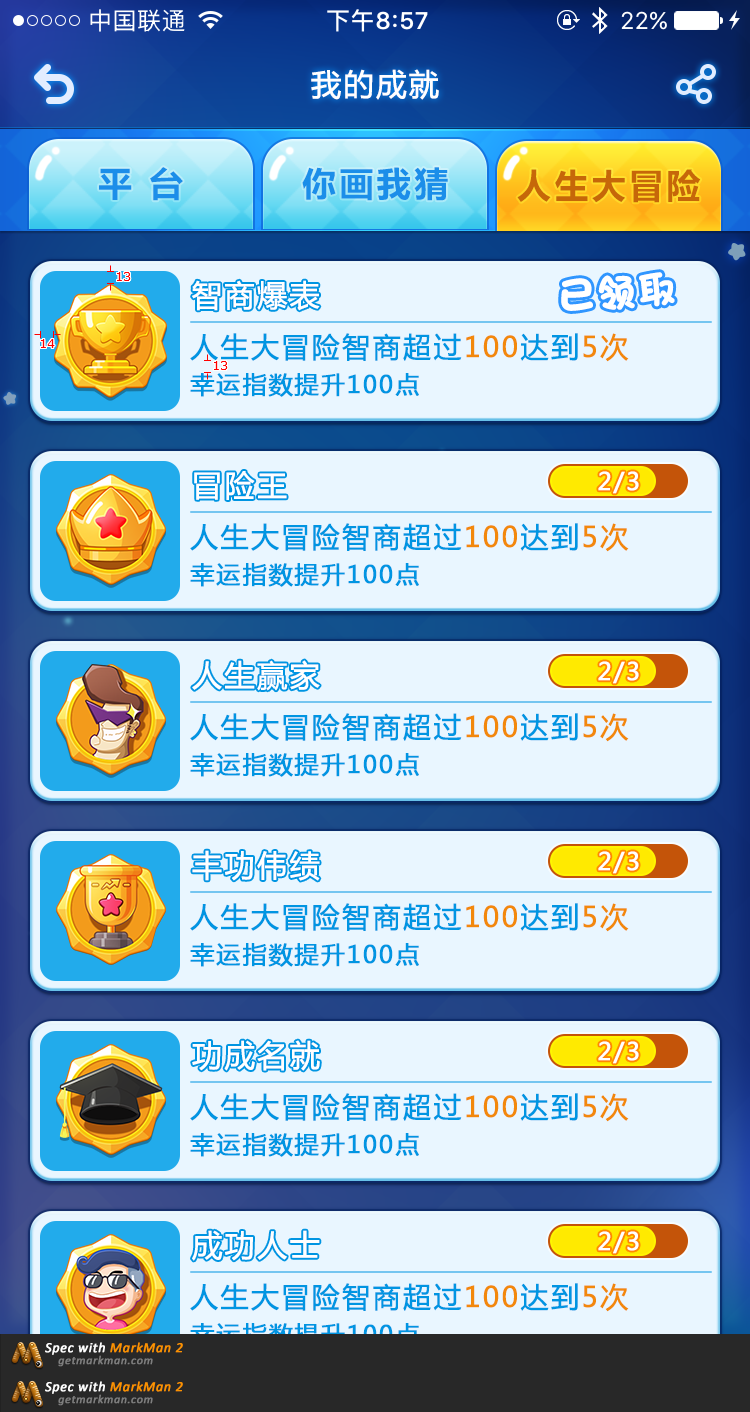 中国联通 下午8:57 22%
我的成就
平台 你画我猜 人生大冒险
13
智商爆表 已领取
14
人生大冒险智商超过100达到5次
13
幸运指数提升100点
冒险王 2/3
人生大冒险智商超过100达到5次
幸运指数提升100点
人生赢家 2/3
人生大冒险智商超过100达到5次
幸运指数提升100点
丰功伟绩 2/3
人生大冒险智商超过100达到5次
幸运指数提升100点
功成名就 2/3
人生大冒险智商超过100达到5次
幸运指数提升100点
成功人士 2/3
人生大冒险智商超过100达到5次
幸运指数提升100点
Spec with MarkMan 2
getmarkman.com
Spec with MarkMan 2
getmarkman.com